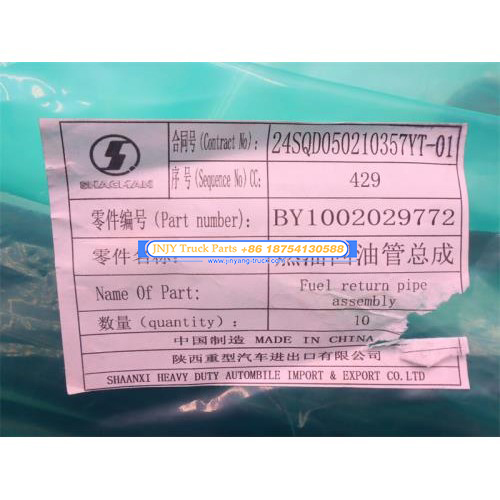 SHACMAN
合同号(Contract No): 24SQD050210357YT-01
序号(Sequence No)CC: 429
零件编号(Part number): BY1002029772
零件名称: 燃油回油管总成
JNJY Truck Parts +86 18754130588
www.jinyang-truck.com
Name Of Part: Fuel return pipe assembly
数量(quantity): 10
中国制造 MADE IN CHINA
陕西重型汽车进出口有限公司
SHAANXI HEAVY DUTY AUTOMBILE IMPORT & EXPORT CO.LTD